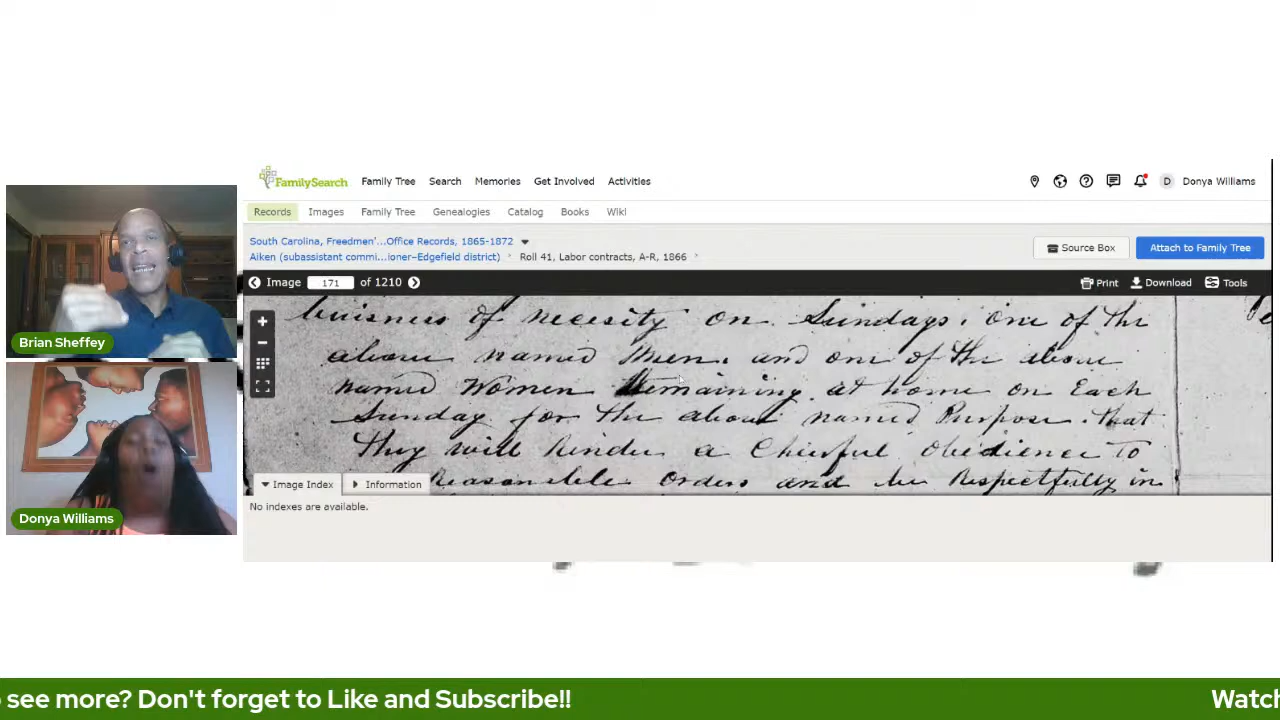 FamilySearch
Family Tree Search Memories Get Involved Activities
D Donya Williams
Records Images Family Tree Genealogies Catalog Books Wiki
South Carolina, Freedmen'...Office Records, 1865-1872
Aiken (subassistant commi...ioner–Edgefield district) > Roll 41, Labor contracts, A-R, 1866 >
Source Box Attach to Family Tree
Image 171 of 1210
Print Download Tools
buisness of necesity on Sundays. one of the
above named Men. and one of the above
named Women Remaining at home on Each
Sunday for the above named Purpose. that
they will Render a Cheerful obedience to
Reasonable orders and be Respectfully in
Image Index Information
No indexes are available.
Brian Sheffey
Donya Williams
see more? Don't forget to Like and Subscribe!!